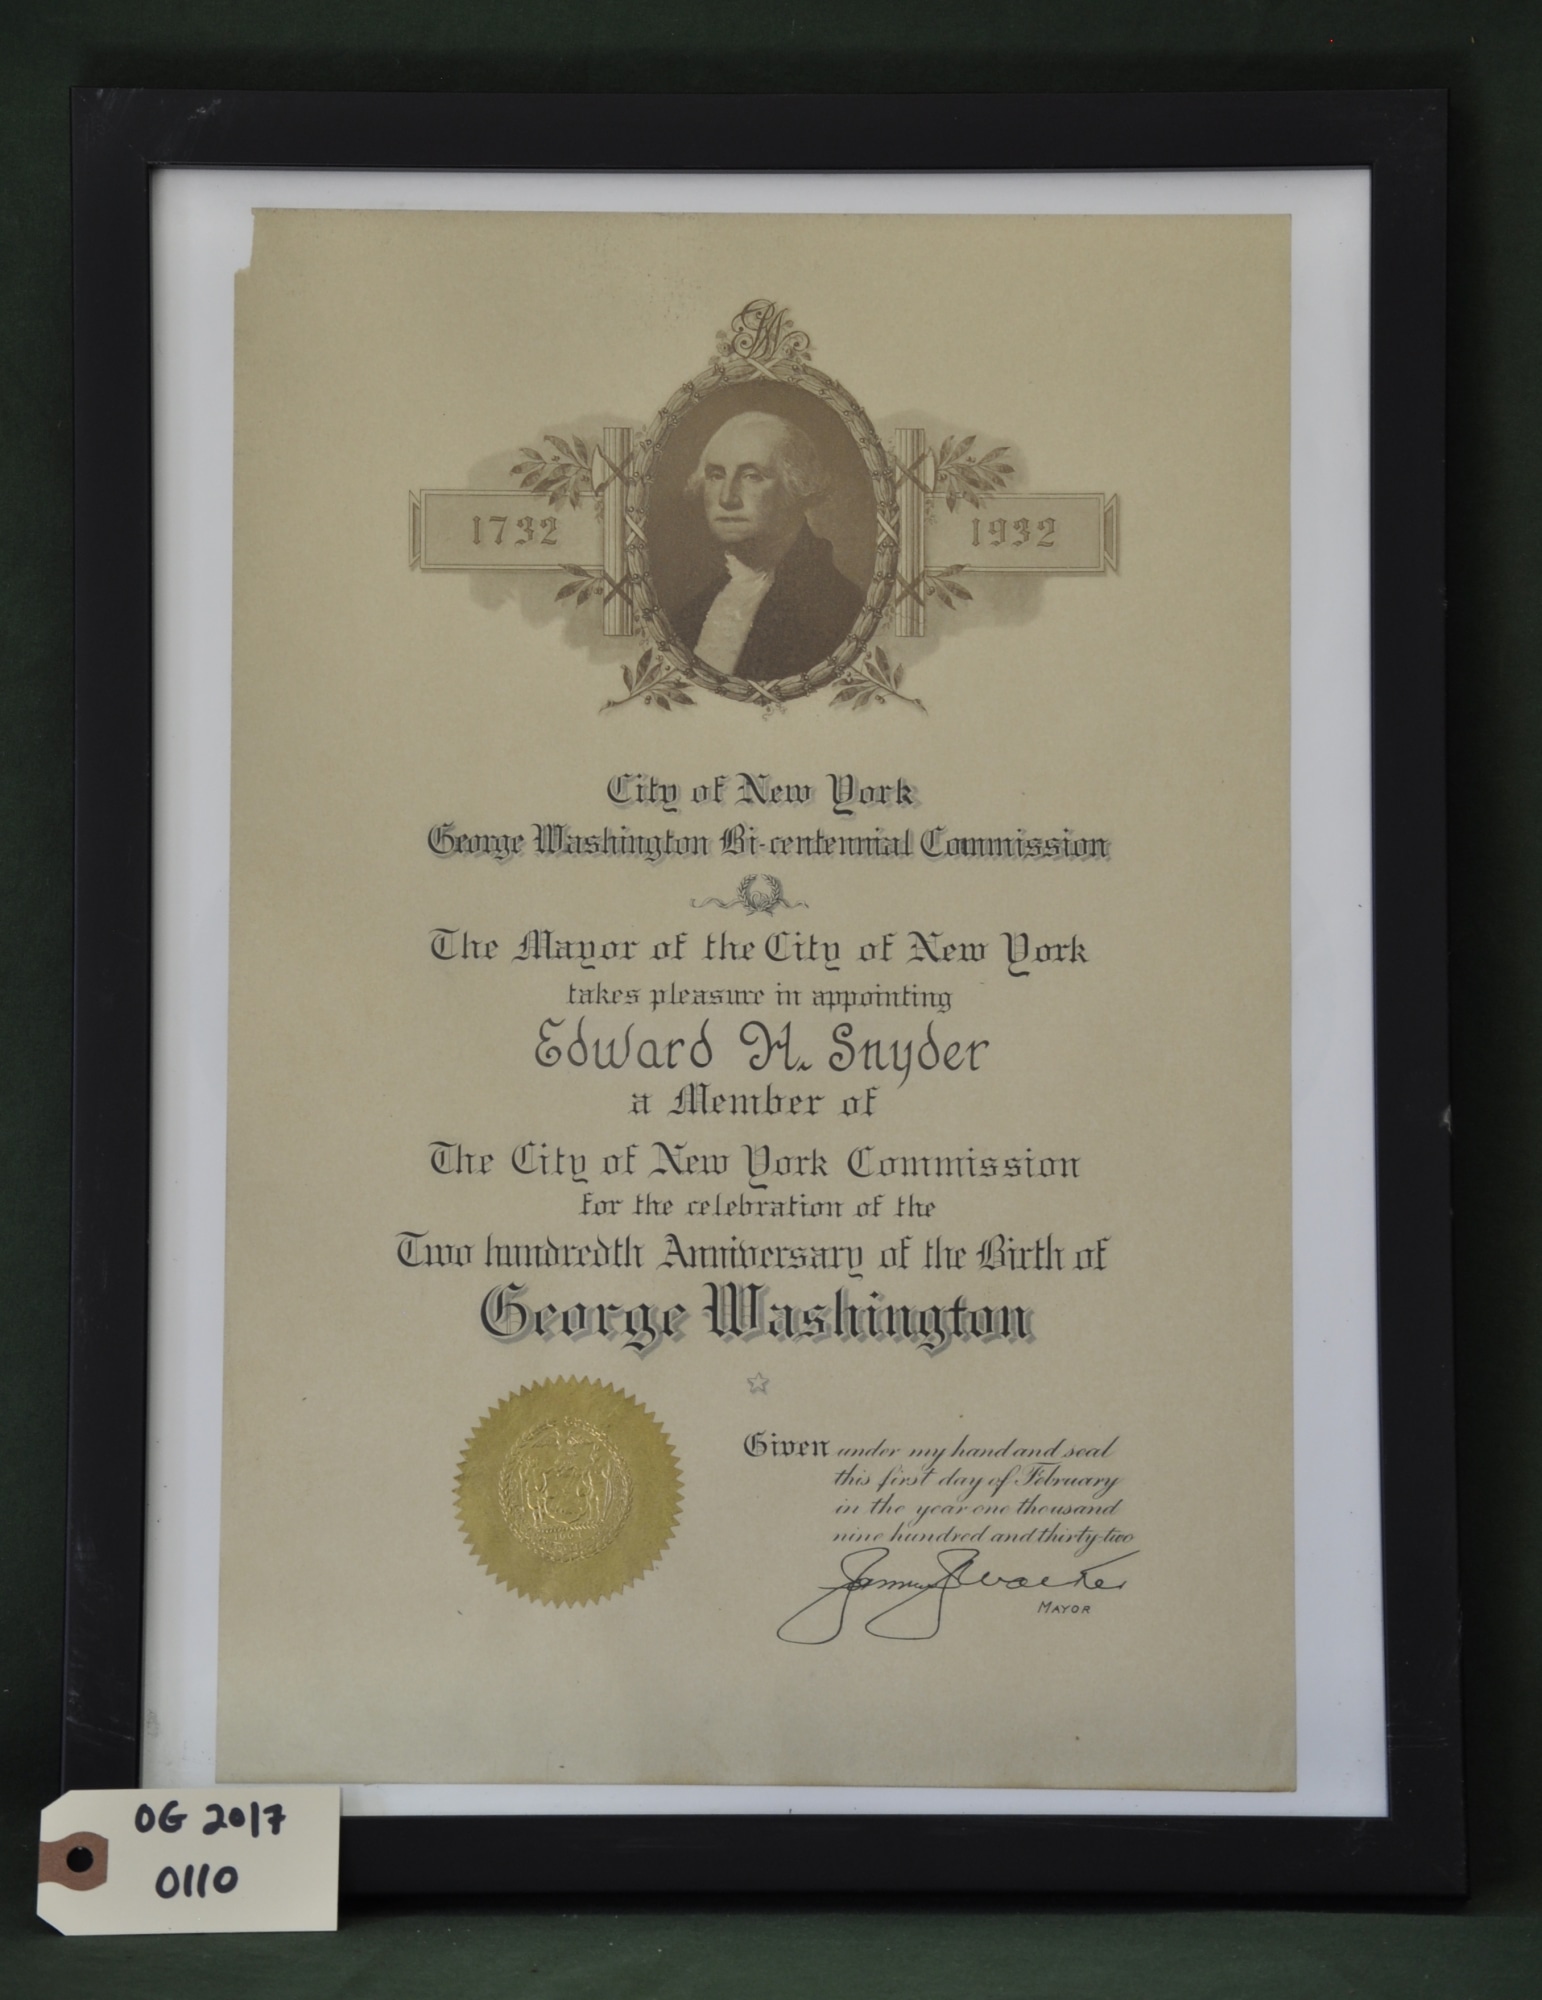 GW
1732
1932
City of New York
George Washington Bi-centennial Commission
The Mayor of the City of New York
takes pleasure in appointing
Edward H. Snyder
a Member of
The City of New York Commission
for the celebration of the
Two hundredth Anniversary of the Birth of
George Washington
Given under my hand and seal
this first day of February
in the year one thousand
nine hundred and thirty-two
James J Walker
MAYOR
OG 2017
0110